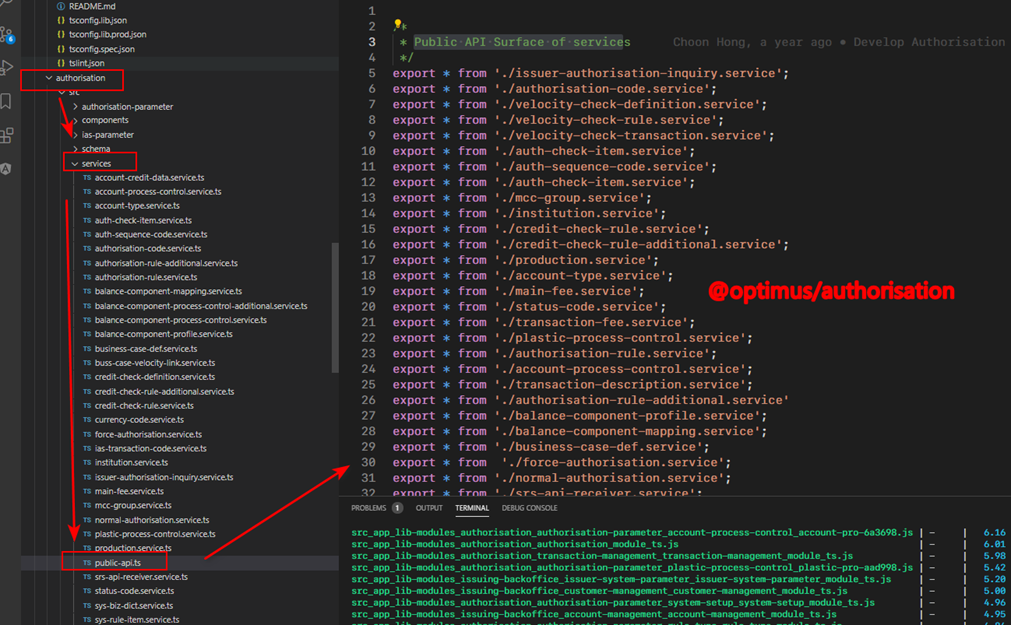 README.md
tsconfig.lib.json
tsconfig.lib.prod.json
tsconfig.spec.json
tslint.json
authorisation
src
authorisation-parameter
components
ias-parameter
schema
services
TS account-credit-data.service.ts
TS account-process-control.service.ts
TS account-type.service.ts
TS auth-check-item.service.ts
TS auth-sequence-code.service.ts
TS authorisation-code.service.ts
TS authorisation-rule-additional.service.ts
TS authorisation-rule.service.ts
TS balance-component-mapping.service.ts
TS balance-component-process-control-additional.service.ts
TS balance-component-process-control.service.ts
TS balance-component-profile.service.ts
TS business-case-def.service.ts
TS buss-case-velocity-link.service.ts
TS credit-check-definition.service.ts
TS credit-check-rule-additional.service.ts
TS credit-check-rule.service.ts
TS currency-code.service.ts
TS force-authorisation.service.ts
TS ias-transaction-code.service.ts
TS institution.service.ts
TS issuer-authorisation-inquiry.service.ts
TS main-fee.service.ts
TS mcc-group.service.ts
TS normal-authorisation.service.ts
TS plastic-process-control.service.ts
TS production.service.ts
TS public-api.ts
TS srs-api-receiver.service.ts
TS status-code.service.ts
TS sys-biz-dict.service.ts
TS sys-rule-item.service.ts
6
1
2 /*
3 * Public API Surface of services Choon Hong, a year ago • Develop Authorisation
4 */
5 export * from './issuer-authorisation-inquiry.service';
6 export * from './authorisation-code.service';
7 export * from './velocity-check-definition.service';
8 export * from './velocity-check-rule.service';
9 export * from './velocity-check-transaction.service';
10 export * from './auth-check-item.service';
11 export * from './auth-sequence-code.service';
12 export * from './auth-check-item.service';
13 export * from './mcc-group.service';
14 export * from './institution.service';
15 export * from './credit-check-rule.service';
16 export * from './credit-check-rule-additional.service';
17 export * from './production.service';
18 export * from './account-type.service';
19 export * from './main-fee.service';
20 export * from './status-code.service';
21 export * from './transaction-fee.service';
22 export * from './plastic-process-control.service';
23 export * from './authorisation-rule.service';
24 export * from './account-process-control.service';
25 export * from './transaction-description.service';
26 export * from './authorisation-rule-additional.service'
27 export * from './balance-component-profile.service';
28 export * from './balance-component-mapping.service';
29 export * from './business-case-def.service';
30 export * from './force-authorisation.service';
31 export * from './normal-authorisation.service';
32 export * from './srs-api-receiver.service';
@optimus/authorisation
PROBLEMS 1 OUTPUT TERMINAL DEBUG CONSOLE
src_app_lib-modules_authorisation_authorisation-parameter_account-process-control_account-pro-6a3698.js | - | 6.16
src_app_lib-modules_authorisation_authorisation_module_ts.js | - | 6.01
src_app_lib-modules_authorisation_transaction-management_transaction-management_module_ts.js | - | 5.98
src_app_lib-modules_authorisation_authorisation-parameter_plastic-process-control_plastic-pro-aad998.js | - | 5.42
src_app_lib-modules_issuing-backoffice_issuer-system-parameter_issuer-system-parameter_module_ts.js | - | 5.20
src_app_lib-modules_issuing-backoffice_customer-management_customer-management_module_ts.js | - | 5.00
src_app_lib-modules_authorisation_authorisation-parameter_system-setup_system-setup_module_ts.js | - | 4.96
src_app_lib-modules_issuing-backoffice_account-management_account-management_module_ts.js | - | 4.95